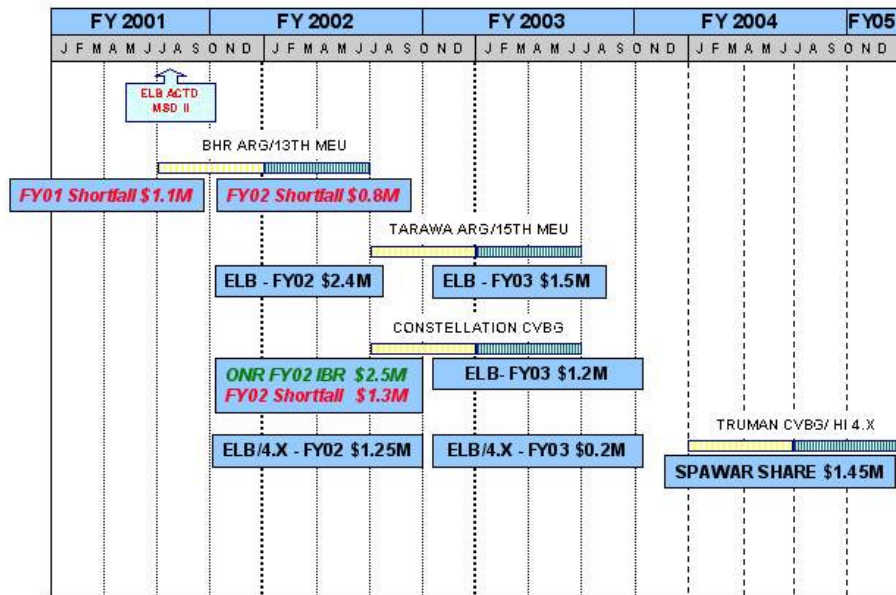 FY 2001 FY 2002 FY 2003 FY 2004 FY05
J F M A M J J A S O N D J F M A M J J A S O N D J F M A M J J A S O N D J F M A M J J A S O N D
ELB ACTD
MSD II
BHR ARG/13TH MEU
FY01 Shortfall $1.1M FY02 Shortfall $0.8M
TARAWA ARG/15TH MEU
ELB - FY02 $2.4M ELB - FY03 $1.5M
CONSTELLATION CVBG
ONR FY02 IBR $2.5M ELB- FY03 $1.2M
FY02 Shortfall $1.3M
TRUMAN CVBG/ HI 4.X
ELB/4.X - FY02 $1.25M ELB/4.X - FY03 $0.2M
SPAWAR SHARE $1.45M